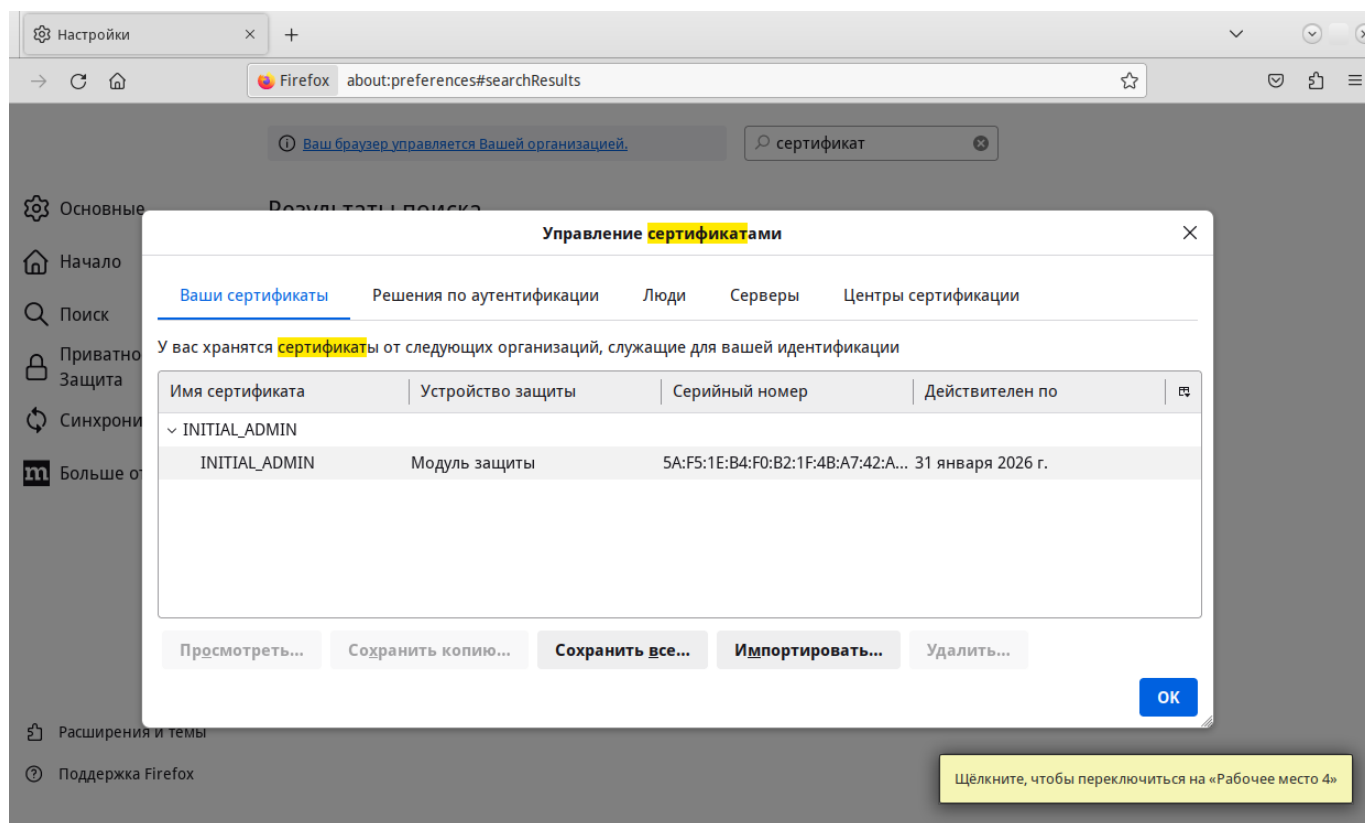 Настройки
Firefox about:preferences#searchResults
Ваш браузер управляется Вашей организацией.
сертификат
Основные
Результаты поиска
Начало
Поиск
Приватно
Защита
Синхрони
Больше от
Управление сертификатами
Ваши сертификаты Решения по аутентификации Люди Серверы Центры сертификации
У вас хранятся сертификаты от следующих организаций, служащие для вашей идентификации
Имя сертификата Устройство защиты Серийный номер Действителен по
INITIAL_ADMIN
INITIAL_ADMIN Модуль защиты 5A:F5:1E:B4:F0:B2:1F:4B:A7:42:A... 31 января 2026 г.
Просмотреть... Сохранить копию... Сохранить все... Импортировать... Удалить...
OK
Расширения и темы
Поддержка Firefox
Щёлкните, чтобы переключиться на «Рабочее место 4»